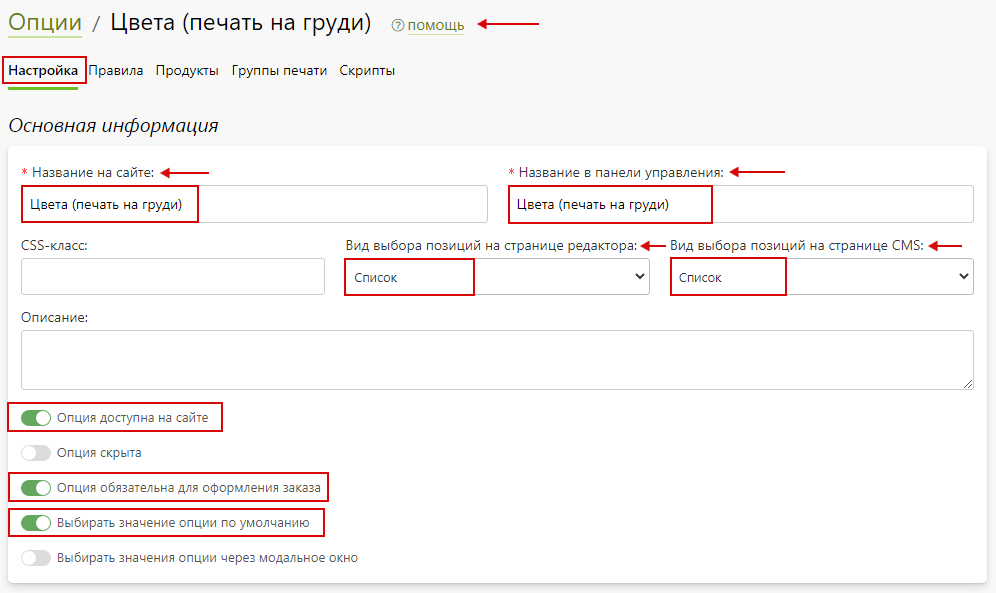 Опции / Цвета (печать на груди) ? помощь
Настройка Правила Продукты Группы печати Скрипты
Основная информация
* Название на сайте: * Название в панели управления:
Цвета (печать на груди) Цвета (печать на груди)
CSS-класс: Вид выбора позиций на странице редактора: Вид выбора позиций на странице CMS:
Список Список
Описание:
Опция доступна на сайте
Опция скрыта
Опция обязательна для оформления заказа
Выбирать значение опции по умолчанию
Выбирать значения опции через модальное окно